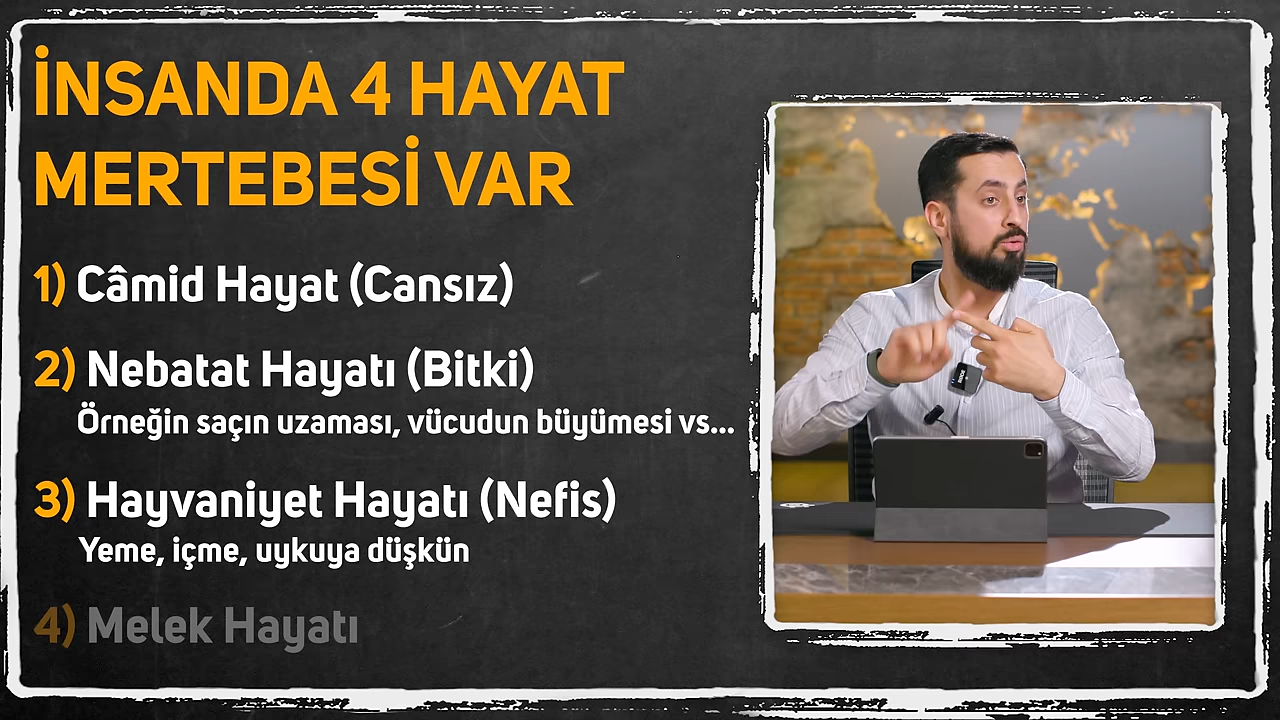 İNSANDA 4 HAYAT
MERTEBESİ VAR
1) Câmid Hayat (Cansız)
2) Nebatat Hayatı (Bitki)
Örneğin saçın uzaması, vücudun büyümesi vs...
3) Hayvaniyet Hayatı (Nefis)
Yeme, içme, uykuya düşkün
4) Melek Hayatı